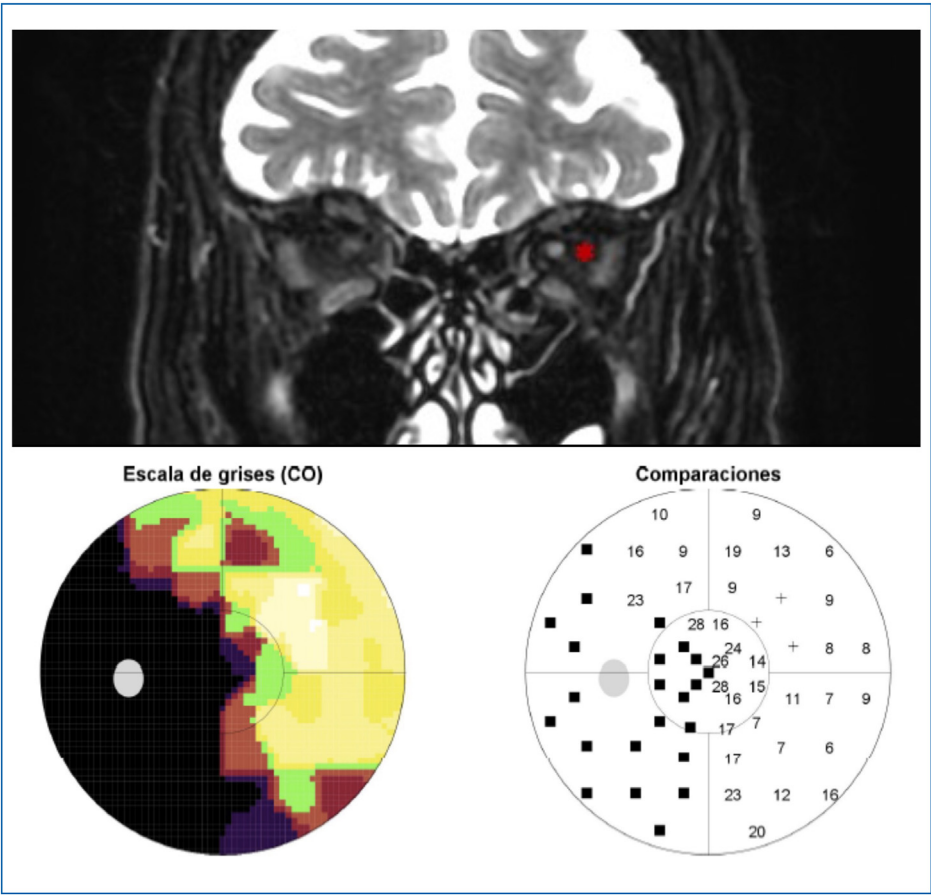 Escala de grises (CO)
Comparaciones
10 9
16 9 19 13 6
23 17 9 + 9
28 16 +
24 + 8 8
26 14
28 15
16 11 7 9
17 7
17 7 6
23 12 16
20